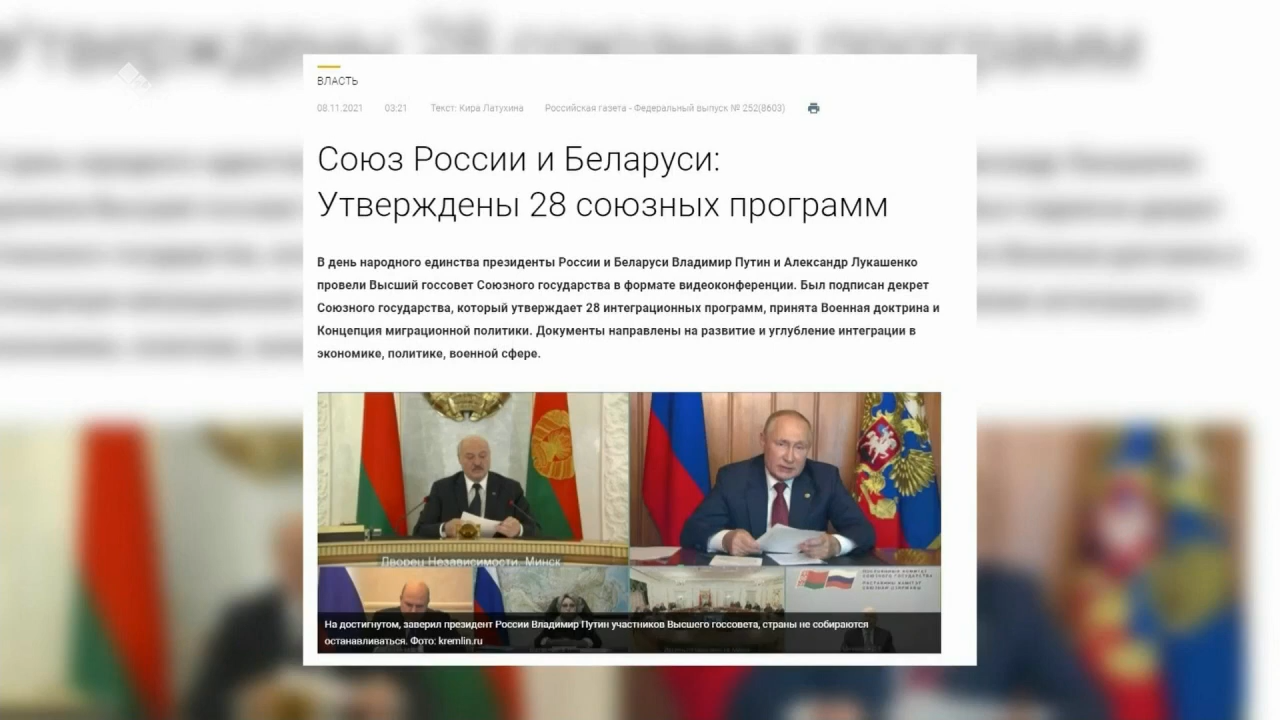 ВЛАСТЬ
08.11.2021 03:21 Текст: Кира Латухина Российская газета - Федеральный выпуск № 252(8603)
Союз России и Беларуси:
Утверждены 28 союзных программ
В день народного единства президенты России и Беларуси Владимир Путин и Александр Лукашенко
провели Высший госсовет Союзного государства в формате видеоконференции. Был подписан декрет
Союзного государства, который утверждает 28 интеграционных программ, принята Военная доктрина и
Концепция миграционной политики. Документы направлены на развитие и углубление интеграции в
экономике, политике, военной сфере.
Дворец Независимости Минск
На достигнутом, заверил президент России Владимир Путин участников Высшего госсовета, страны не собираются
останавливаться. Фото: kremlin.ru